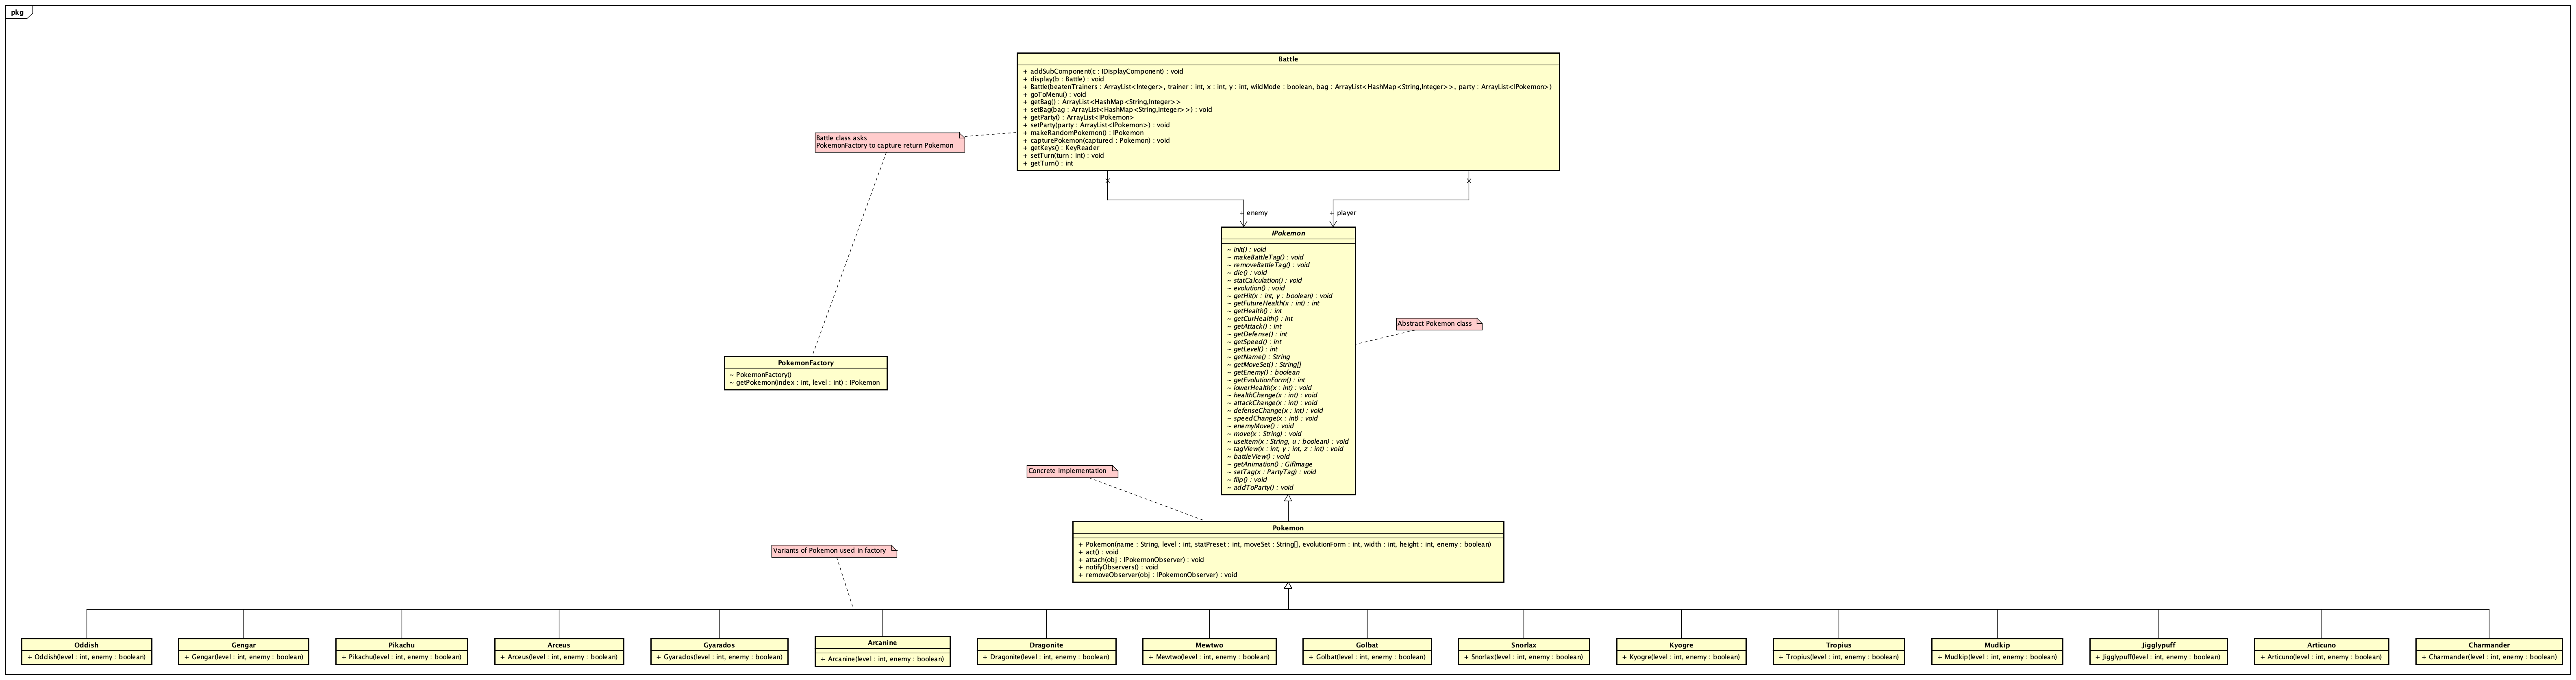 pkg
Battle
+ addSubComponent(c : IDisplayComponent) : void
+ display(b : Battle) : void
+ Battle(beatenTrainers : ArrayList<Integer>, trainer : int, x : int, y : int, wildMode : boolean, bag : ArrayList<HashMap<String,Integer>>, party : ArrayList<IPokemon>)
+ goToMenu() : void
+ getBag() : ArrayList<HashMap<String,Integer>>
+ setBag(bag : ArrayList<HashMap<String,Integer>>) : void
+ getParty() : ArrayList<IPokemon>
+ setParty(party : ArrayList<IPokemon>) : void
+ makeRandomPokemon() : IPokemon
+ capturePokemon(captured : Pokemon) : void
+ getKeys() : KeyReader
+ setTurn(turn : int) : void
+ getTurn() : int
Battle class asks
PokemonFactory to capture return Pokemon
+ enemy
+ player
IPokemon
~ init() : void
~ makeBattleTag() : void
~ removeBattleTag() : void
~ die() : void
~ statCalculation() : void
~ evolution() : void
~ getHit(x : int, y : boolean) : void
~ getFutureHealth(x : int) : int
~ getHealth() : int
~ getCurHealth() : int
~ getAttack() : int
~ getDefense() : int
~ getSpeed() : int
~ getLevel() : int
~ getName() : String
~ getMoveSet() : String[]
~ getEnemy() : boolean
~ getEvolutionForm() : int
~ lowerHealth(x : int) : void
~ healthChange(x : int) : void
~ attackChange(x : int) : void
~ defenseChange(x : int) : void
~ speedChange(x : int) : void
~ enemyMove() : void
~ move(x : String) : void
~ useItem(x : String, u : boolean) : void
~ tagView(x : int, y : int, z : int) : void
~ battleView() : void
~ getAnimation() : GifImage
~ setTag(x : PartyTag) : void
~ flip() : void
~ addToParty() : void
Abstract Pokemon class
PokemonFactory
~ PokemonFactory()
~ getPokemon(index : int, level : int) : IPokemon
Concrete implementation
Pokemon
+ Pokemon(name : String, level : int, statPreset : int, moveSet : String[], evolutionForm : int, width : int, height : int, enemy : boolean)
+ act() : void
+ attach(obj : IPokemonObserver) : void
+ notifyObservers() : void
+ removeObserver(obj : IPokemonObserver) : void
Variants of Pokemon used in factory
Oddish
+ Oddish(level : int, enemy : boolean)
Gengar
+ Gengar(level : int, enemy : boolean)
Pikachu
+ Pikachu(level : int, enemy : boolean)
Arceus
+ Arceus(level : int, enemy : boolean)
Gyarados
+ Gyarados(level : int, enemy : boolean)
Arcanine
+ Arcanine(level : int, enemy : boolean)
Dragonite
+ Dragonite(level : int, enemy : boolean)
Mewtwo
+ Mewtwo(level : int, enemy : boolean)
Golbat
+ Golbat(level : int, enemy : boolean)
Snorlax
+ Snorlax(level : int, enemy : boolean)
Kyogre
+ Kyogre(level : int, enemy : boolean)
Tropius
+ Tropius(level : int, enemy : boolean)
Mudkip
+ Mudkip(level : int, enemy : boolean)
Jigglypuff
+ Jigglypuff(level : int, enemy : boolean)
Articuno
+ Articuno(level : int, enemy : boolean)
Charmander
+ Charmander(level : int, enemy : boolean)